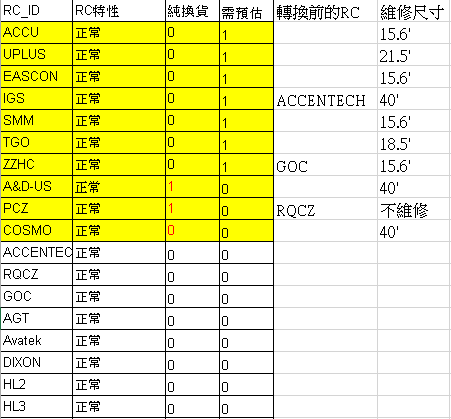 RC_ID RC特性 純換貨 需預估 轉換前的RC 維修尺寸
ACCU 正常 0 1 15.6'
UPLUS 正常 0 1 21.5'
EASCON 正常 0 1 15.6'
IGS 正常 0 1 ACCENTECH 40'
SMM 正常 0 1 15.6'
TGO 正常 0 1 18.5'
ZZHC 正常 0 1 GOC 15.6'
A&D-US 正常 1 0 40'
PCZ 正常 1 0 RQCZ 不維修
COSMO 正常 0 0 40'
ACCENTEC 正常 0 0
RQCZ 正常 0 0
GOC 正常 0 0
AGT 正常 0 0
Avatek 正常 0 0
DIXON 正常 0 0
HL2 正常 0 0
HL3 正常 0 0